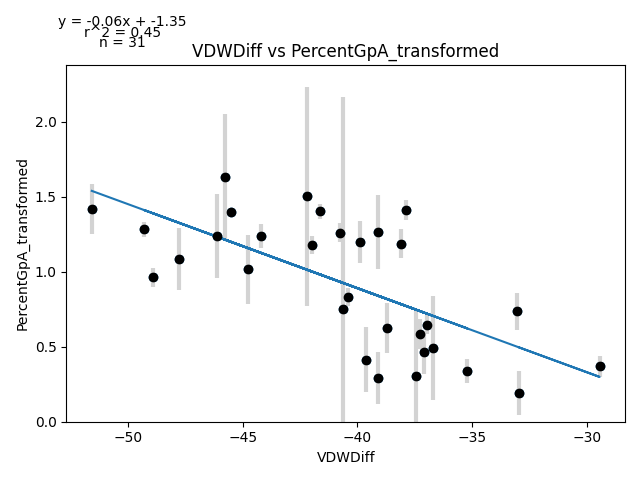 y = -0.06x + -1.35
r^2 = 0.45
n = 31
VDWDiff vs PercentGpA_transformed
PercentGpA_transformed
2.0
1.5
1.0
0.5
0.0
−50 −45 −40 −35 −30
VDWDiff